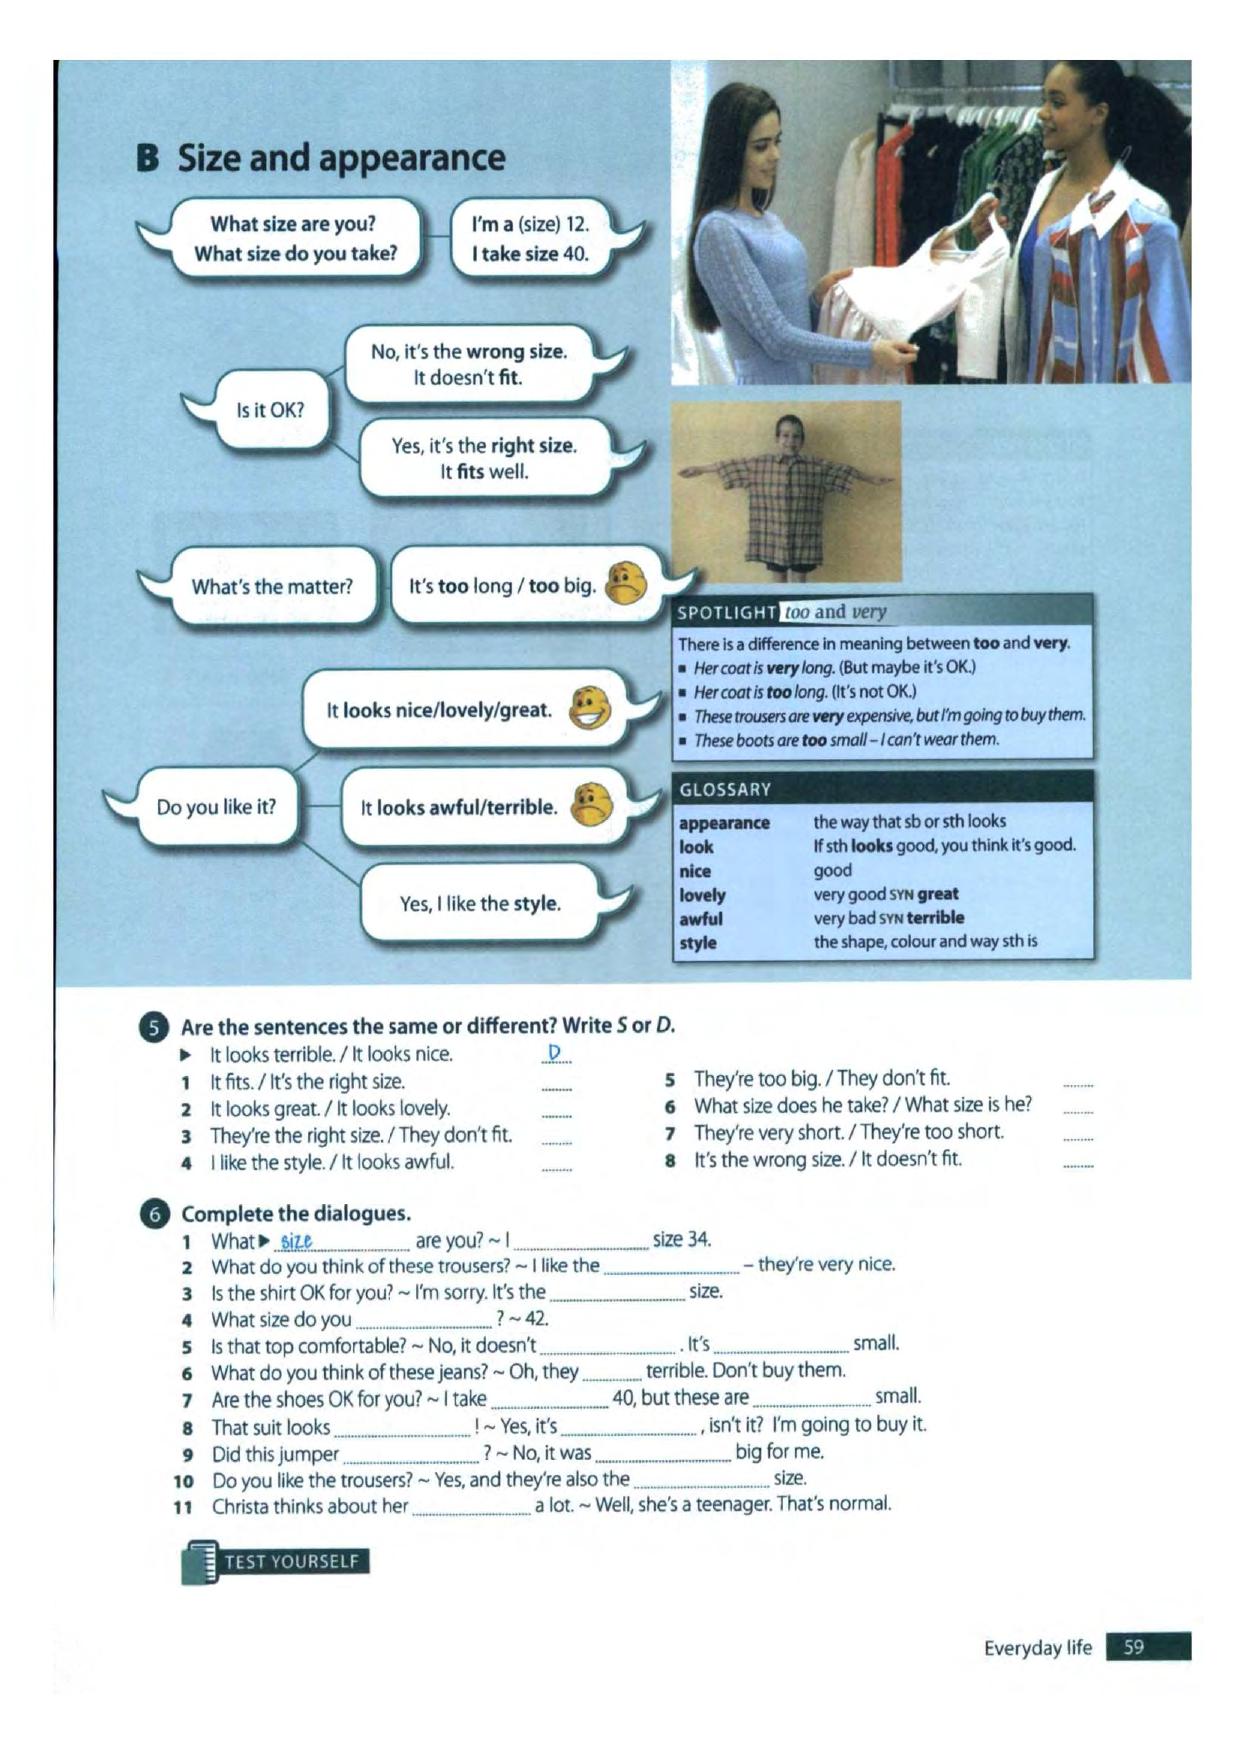 B Size and appearance
What size are you?
What size do you take?
I'm a (size) 12.
I take size 40.
Is it OK?
No, it's the wrong size.
It doesn't fit.
Yes, it's the right size.
It fits well.
What's the matter?
It's too long / too big.
Do you like it?
It looks nice/lovely/great.
It looks awful/terrible.
Yes, I like the style.
SPOTLIGHT too and very
There is a difference in meaning between too and very.
▪ Her coat is very long. (But maybe it's OK.)
▪ Her coat is too long. (It's not OK.)
▪ These trousers are very expensive, but I'm going to buy them.
▪ These boots are too small – I can't wear them.
GLOSSARY
appearance the way that sb or sth looks
look If sth looks good, you think it's good.
nice good
lovely very good SYN great
awful very bad SYN terrible
style the shape, colour and way sth is
5 Are the sentences the same or different? Write S or D.
▶ It looks terrible. / It looks nice. D
1 It fits. / It's the right size.
2 It looks great. / It looks lovely.
3 They're the right size. / They don't fit.
4 I like the style. / It looks awful.
5 They're too big. / They don't fit.
6 What size does he take? / What size is he?
7 They're very short. / They're too short.
8 It's the wrong size. / It doesn't fit.
6 Complete the dialogues.
1 What ▶ size are you? ~ I ............ size 34.
2 What do you think of these trousers? ~ I like the ............ – they're very nice.
3 Is the shirt OK for you? ~ I'm sorry. It's the ............ size.
4 What size do you ............ ? ~ 42.
5 Is that top comfortable? ~ No, it doesn't ............ . It's ............ small.
6 What do you think of these jeans? ~ Oh, they ............ terrible. Don't buy them.
7 Are the shoes OK for you? ~ I take ............ 40, but these are ............ small.
8 That suit looks ............ ! ~ Yes, it's ............ , isn't it? I'm going to buy it.
9 Did this jumper ............ ? ~ No, it was ............ big for me.
10 Do you like the trousers? ~ Yes, and they're also the ............ size.
11 Christa thinks about her ............ a lot. ~ Well, she's a teenager. That's normal.
TEST YOURSELF
Everyday life 59